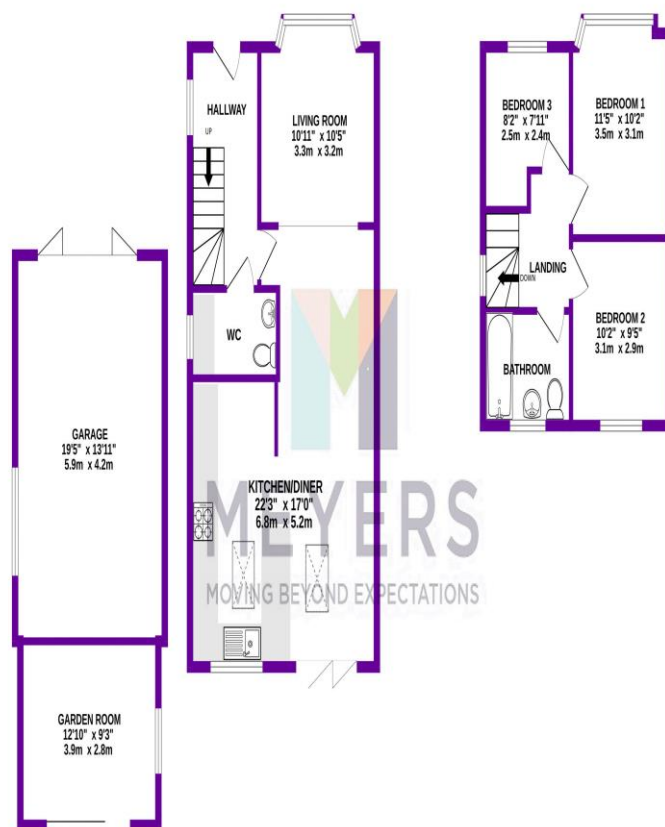 HALLWAY
UP
LIVING ROOM
10'11" x 10'5"
3.3m x 3.2m
BEDROOM 3
8'2" x 7'11"
2.5m x 2.4m
BEDROOM 1
11'5" x 10'2"
3.5m x 3.1m
LANDING
DOWN
BEDROOM 2
10'2" x 9'5"
3.1m x 2.9m
BATHROOM
WC
GARAGE
19'5" x 13'11"
5.9m x 4.2m
KITCHEN/DINER
22'3" x 17'0"
6.8m x 5.2m
MEYERS
MOVING BEYOND EXPECTATIONS
GARDEN ROOM
12'10" x 9'3"
3.9m x 2.8m